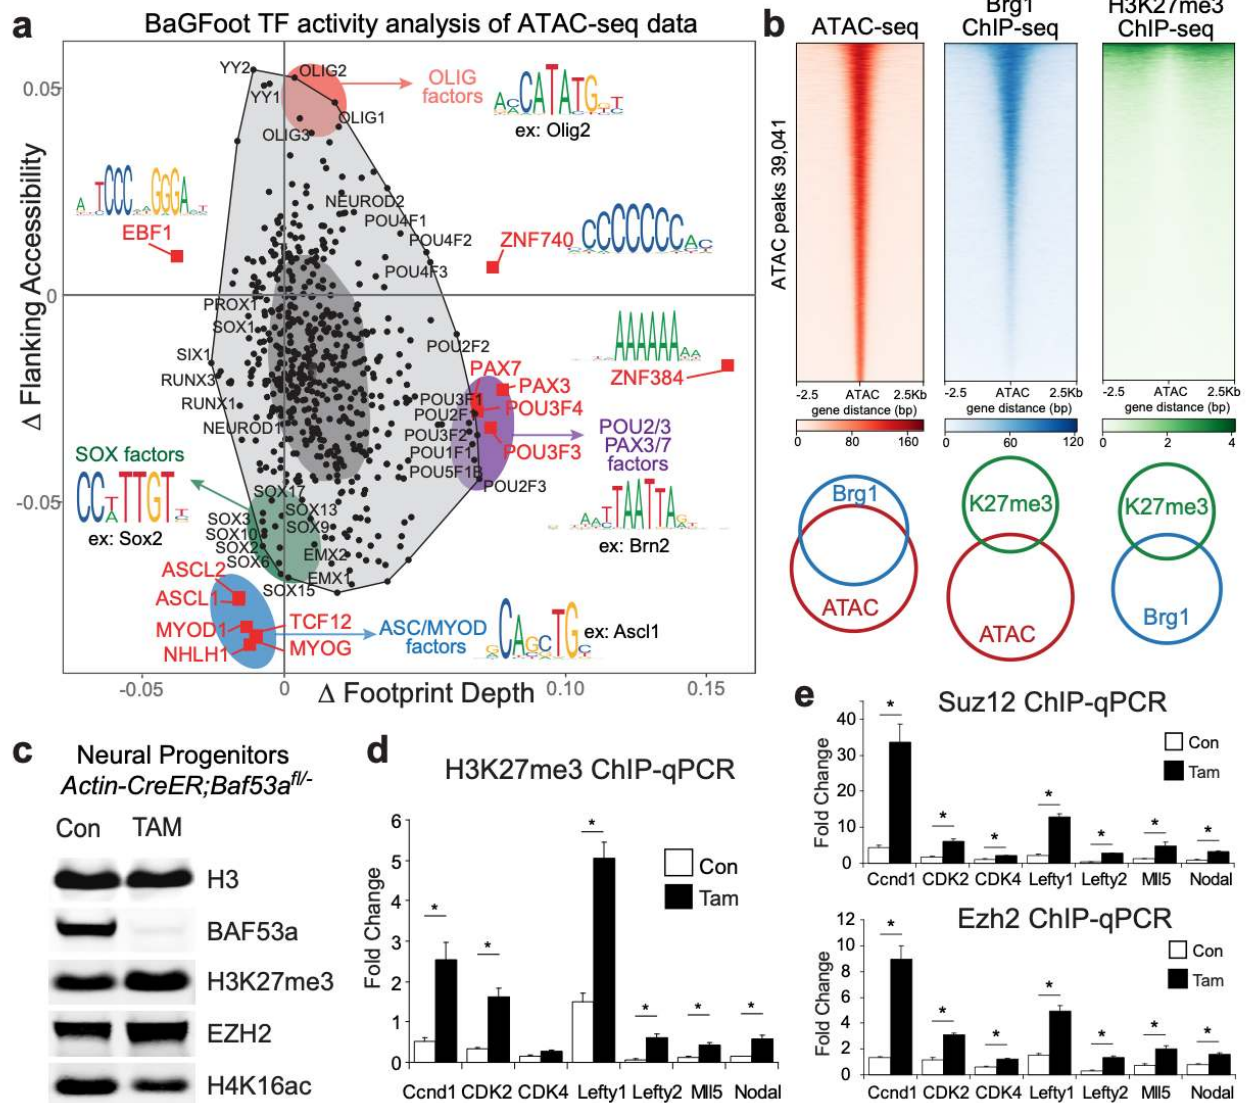 a
BaGFoot TF activity analysis of ATAC-seq data
Δ Flanking Accessibility
0.05
0
-0.05
YY2
OLIG2
YY1
OLIG1
OLIG3
OLIG
factors
ex: Olig2
NEUROD2
POU4F1
POU4F2
POU4F3
EBF1
ZNF740
CCCCCCC
PROX1
SOX1
SIX1
RUNX3
RUNX1
NEUROD1
POU2F2
AAAAAA
ZNF384
PAX7
PAX3
POU3F1
POU3F4
POU2F1
POU3F2
POU3F3
POU1F1
POU5F1B
POU2F3
POU2/3
PAX3/7
factors
ex: Brn2
SOX factors
ex: Sox2
SOX17
SOX13
SOX3
SOX9
SOX10
SOX2
EMX2
SOX6
EMX1
SOX15
ASCL2
ASCL1
MYOD1
TCF12
NHLH1
MYOG
ASC/MYOD
factors
ex: Ascl1
-0.05
0
0.10
0.15
Δ Footprint Depth
b
ATAC-seq
Brg1
ChIP-seq
H3K27me3
ChIP-seq
ATAC peaks 39,041
-2.5 ATAC 2.5
gene distance (bp)
0 80 160
-2.5 ATAC 2.5
gene distance (bp)
0 60 120
-2.5 ATAC 2.5Kb
gene distance (bp)
0 2 4
Brg1
ATAC
K27me3
ATAC
K27me3
Brg1
c
Neural Progenitors
Actin-CreER;Baf53afl/-
Con TAM
H3
BAF53a
H3K27me3
EZH2
H4K16ac
d
H3K27me3 ChIP-qPCR
Fold Change
6
5
4
3
2
1
0
* * * * * *
Con
Tam
Ccnd1 CDK2 CDK4 Lefty1 Lefty2 Mll5 Nodal
e
Suz12 ChIP-qPCR
Fold Change
40
30
20
10
0
* * * * * * *
Con
Tam
Ccnd1 CDK2 CDK4 Lefty1 Lefty2 Mll5 Nodal
Ezh2 ChIP-qPCR
Fold Change
12
10
8
6
4
2
0
* * * * * * *
Con
Tam
Ccnd1 CDK2 CDK4 Lefty1 Lefty2 Mll5 Nodal